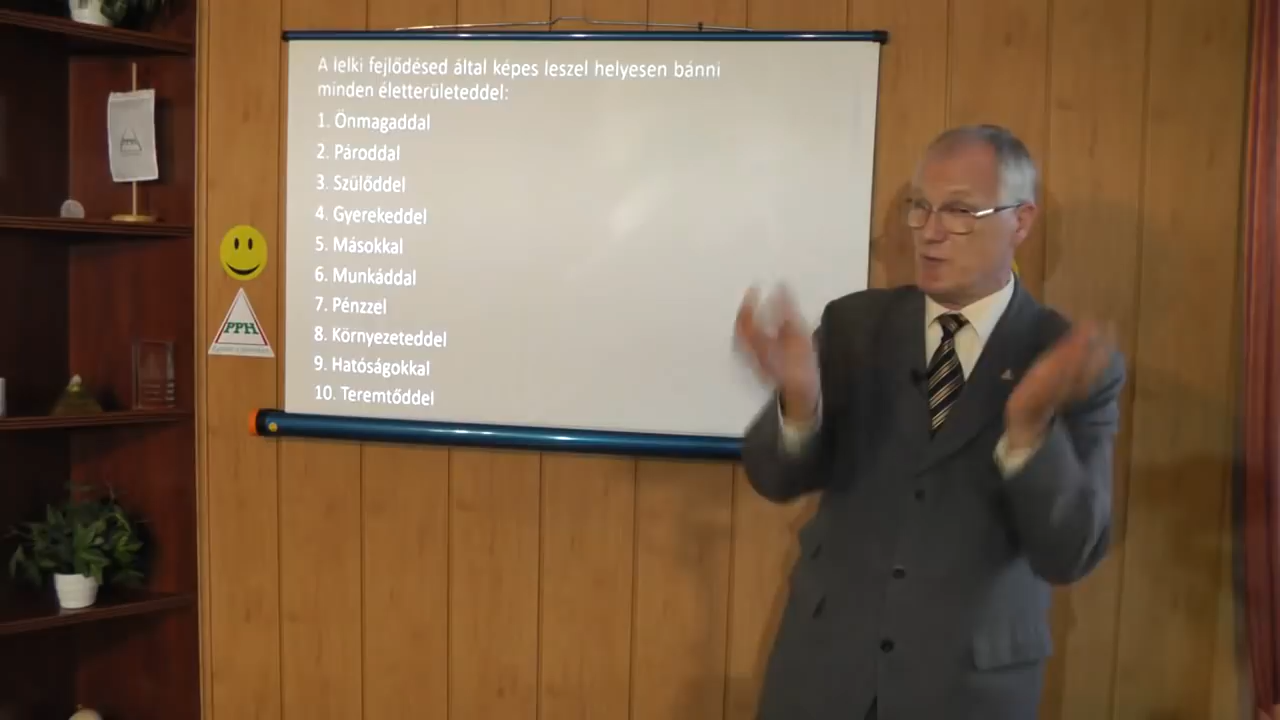 A lelki fejlődésed által képes leszel helyesen bánni
minden életterületeddel:
1. Önmagaddal
2. Pároddal
3. Szülőddel
4. Gyerekeddel
5. Másokkal
6. Munkáddal
7. Pénzzel
8. Környezeteddel
9. Hatóságokkal
10. Teremtőddel
PPH